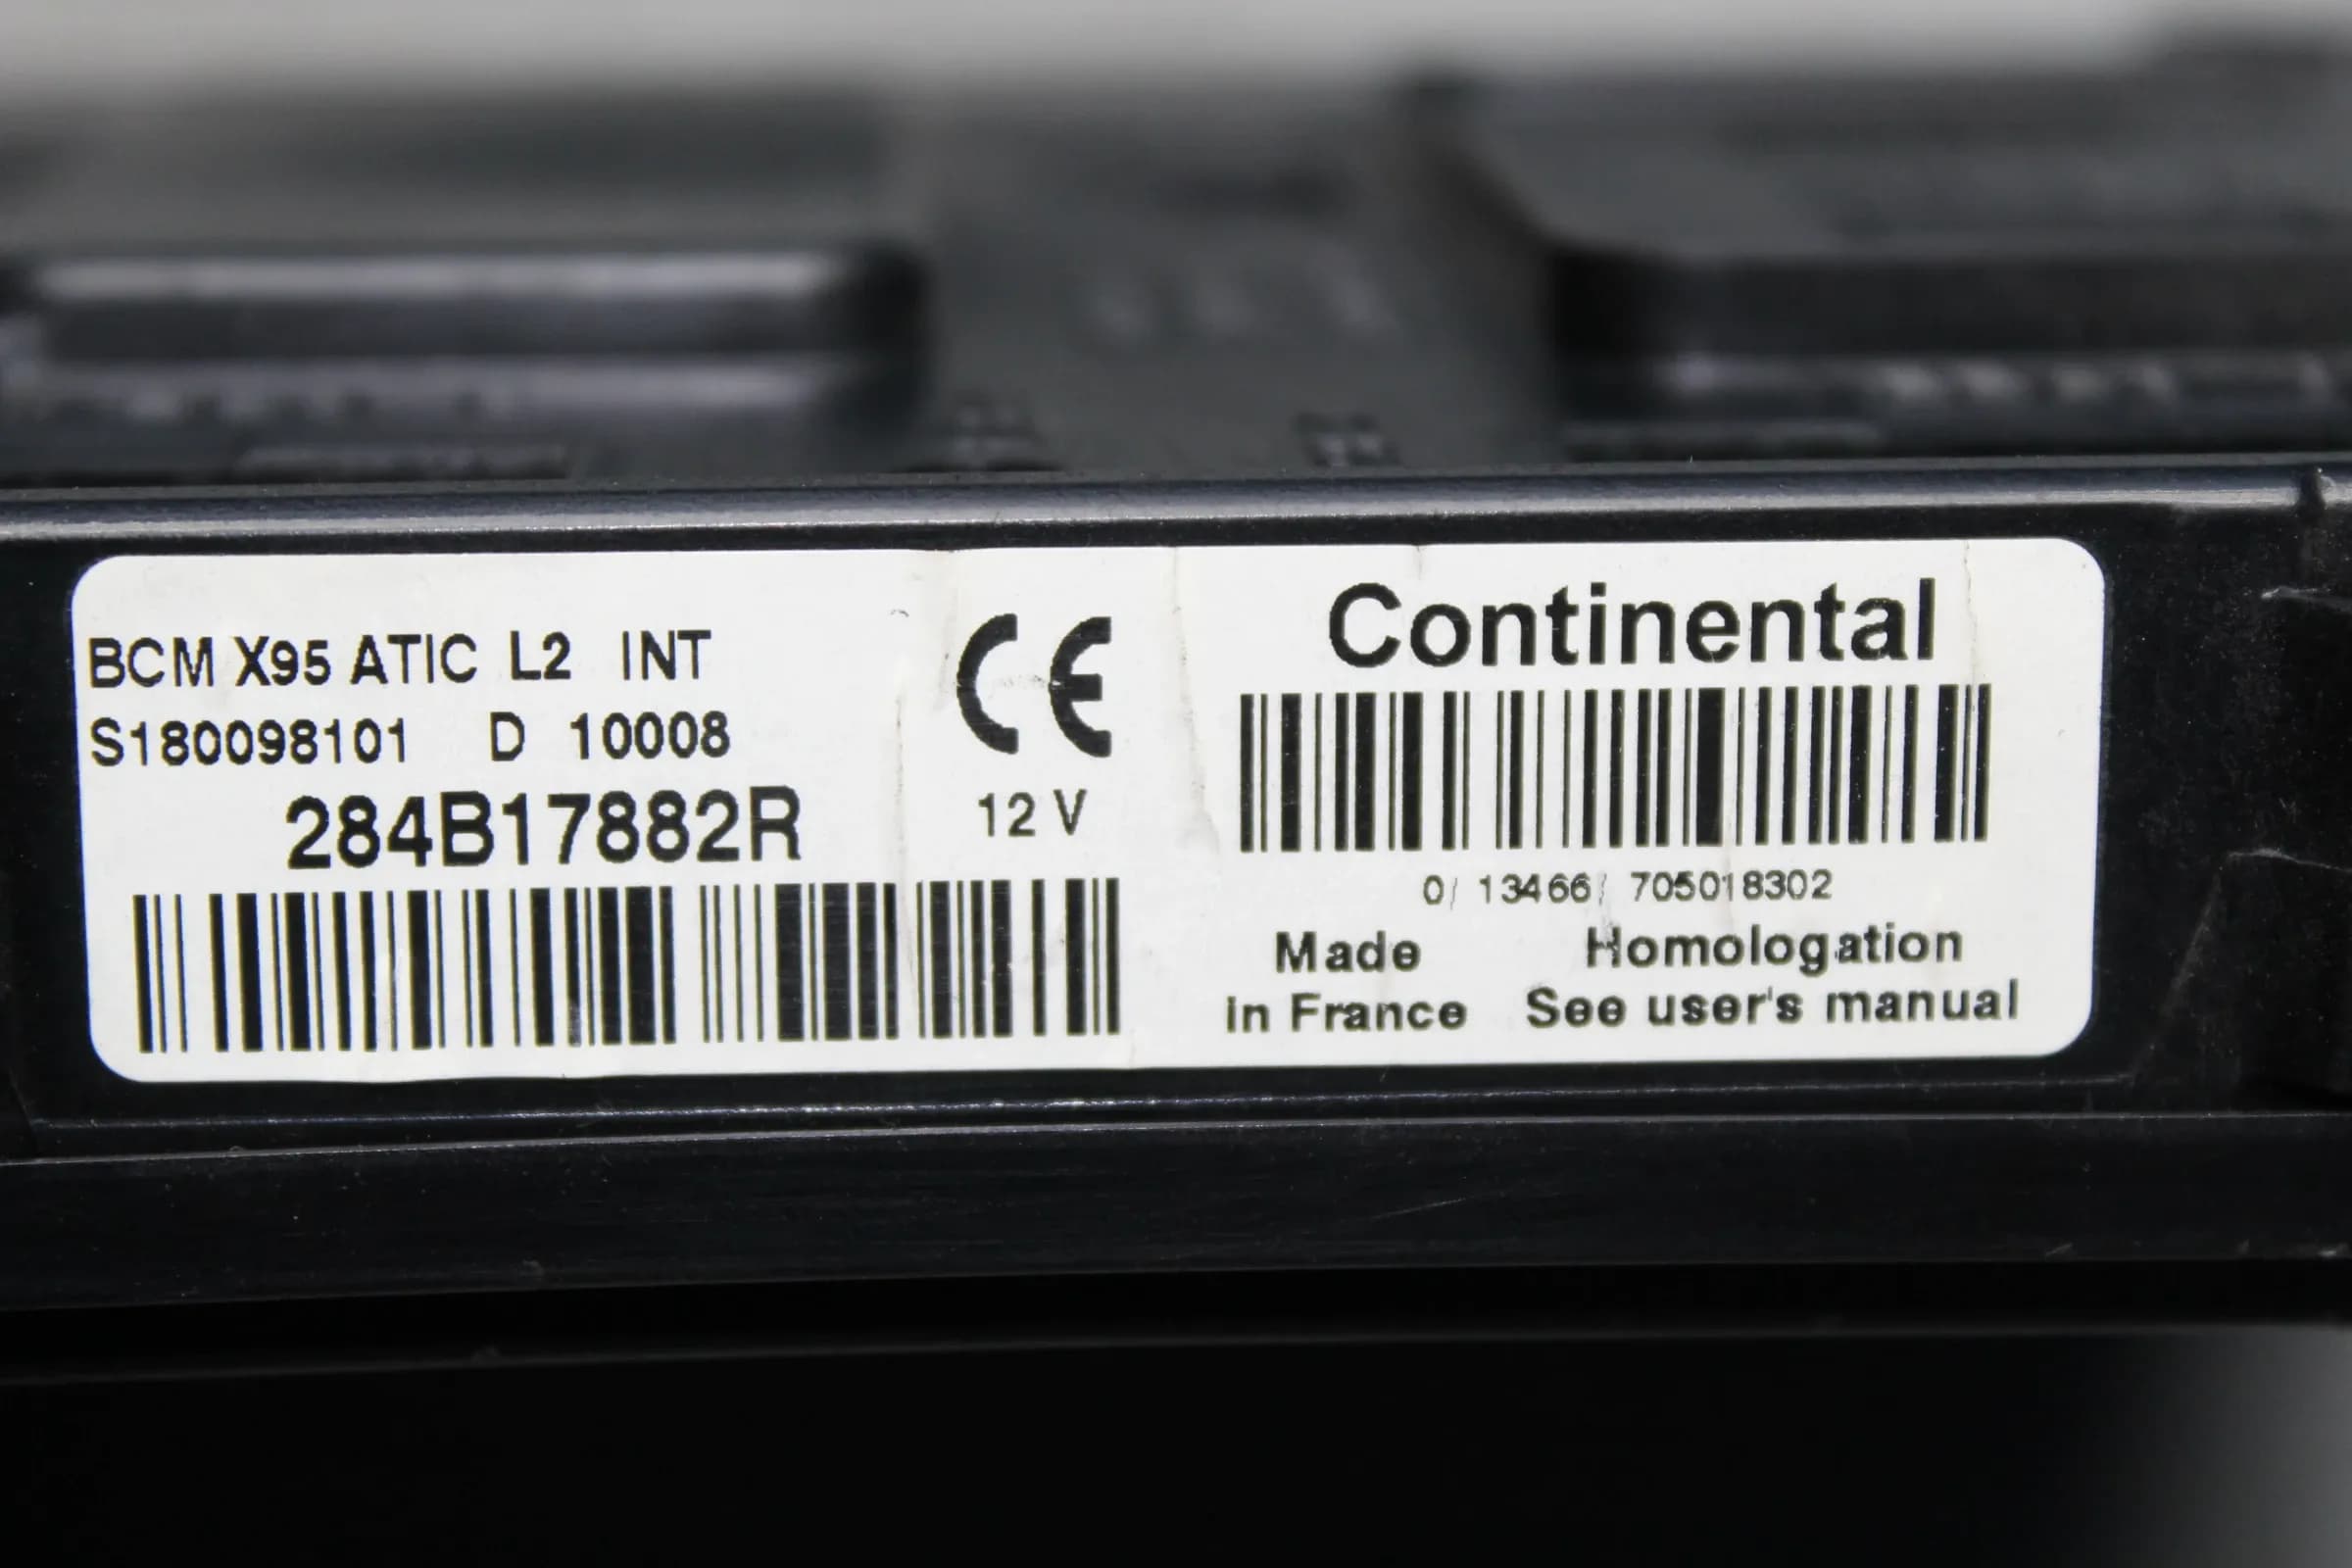 BCM X95 ATIC L2 INT
S180098101 D 10008
284B17882R
CE
12 V
Continental
0/ 13466/ 705018302
Made
in France
Homologation
See user's manual